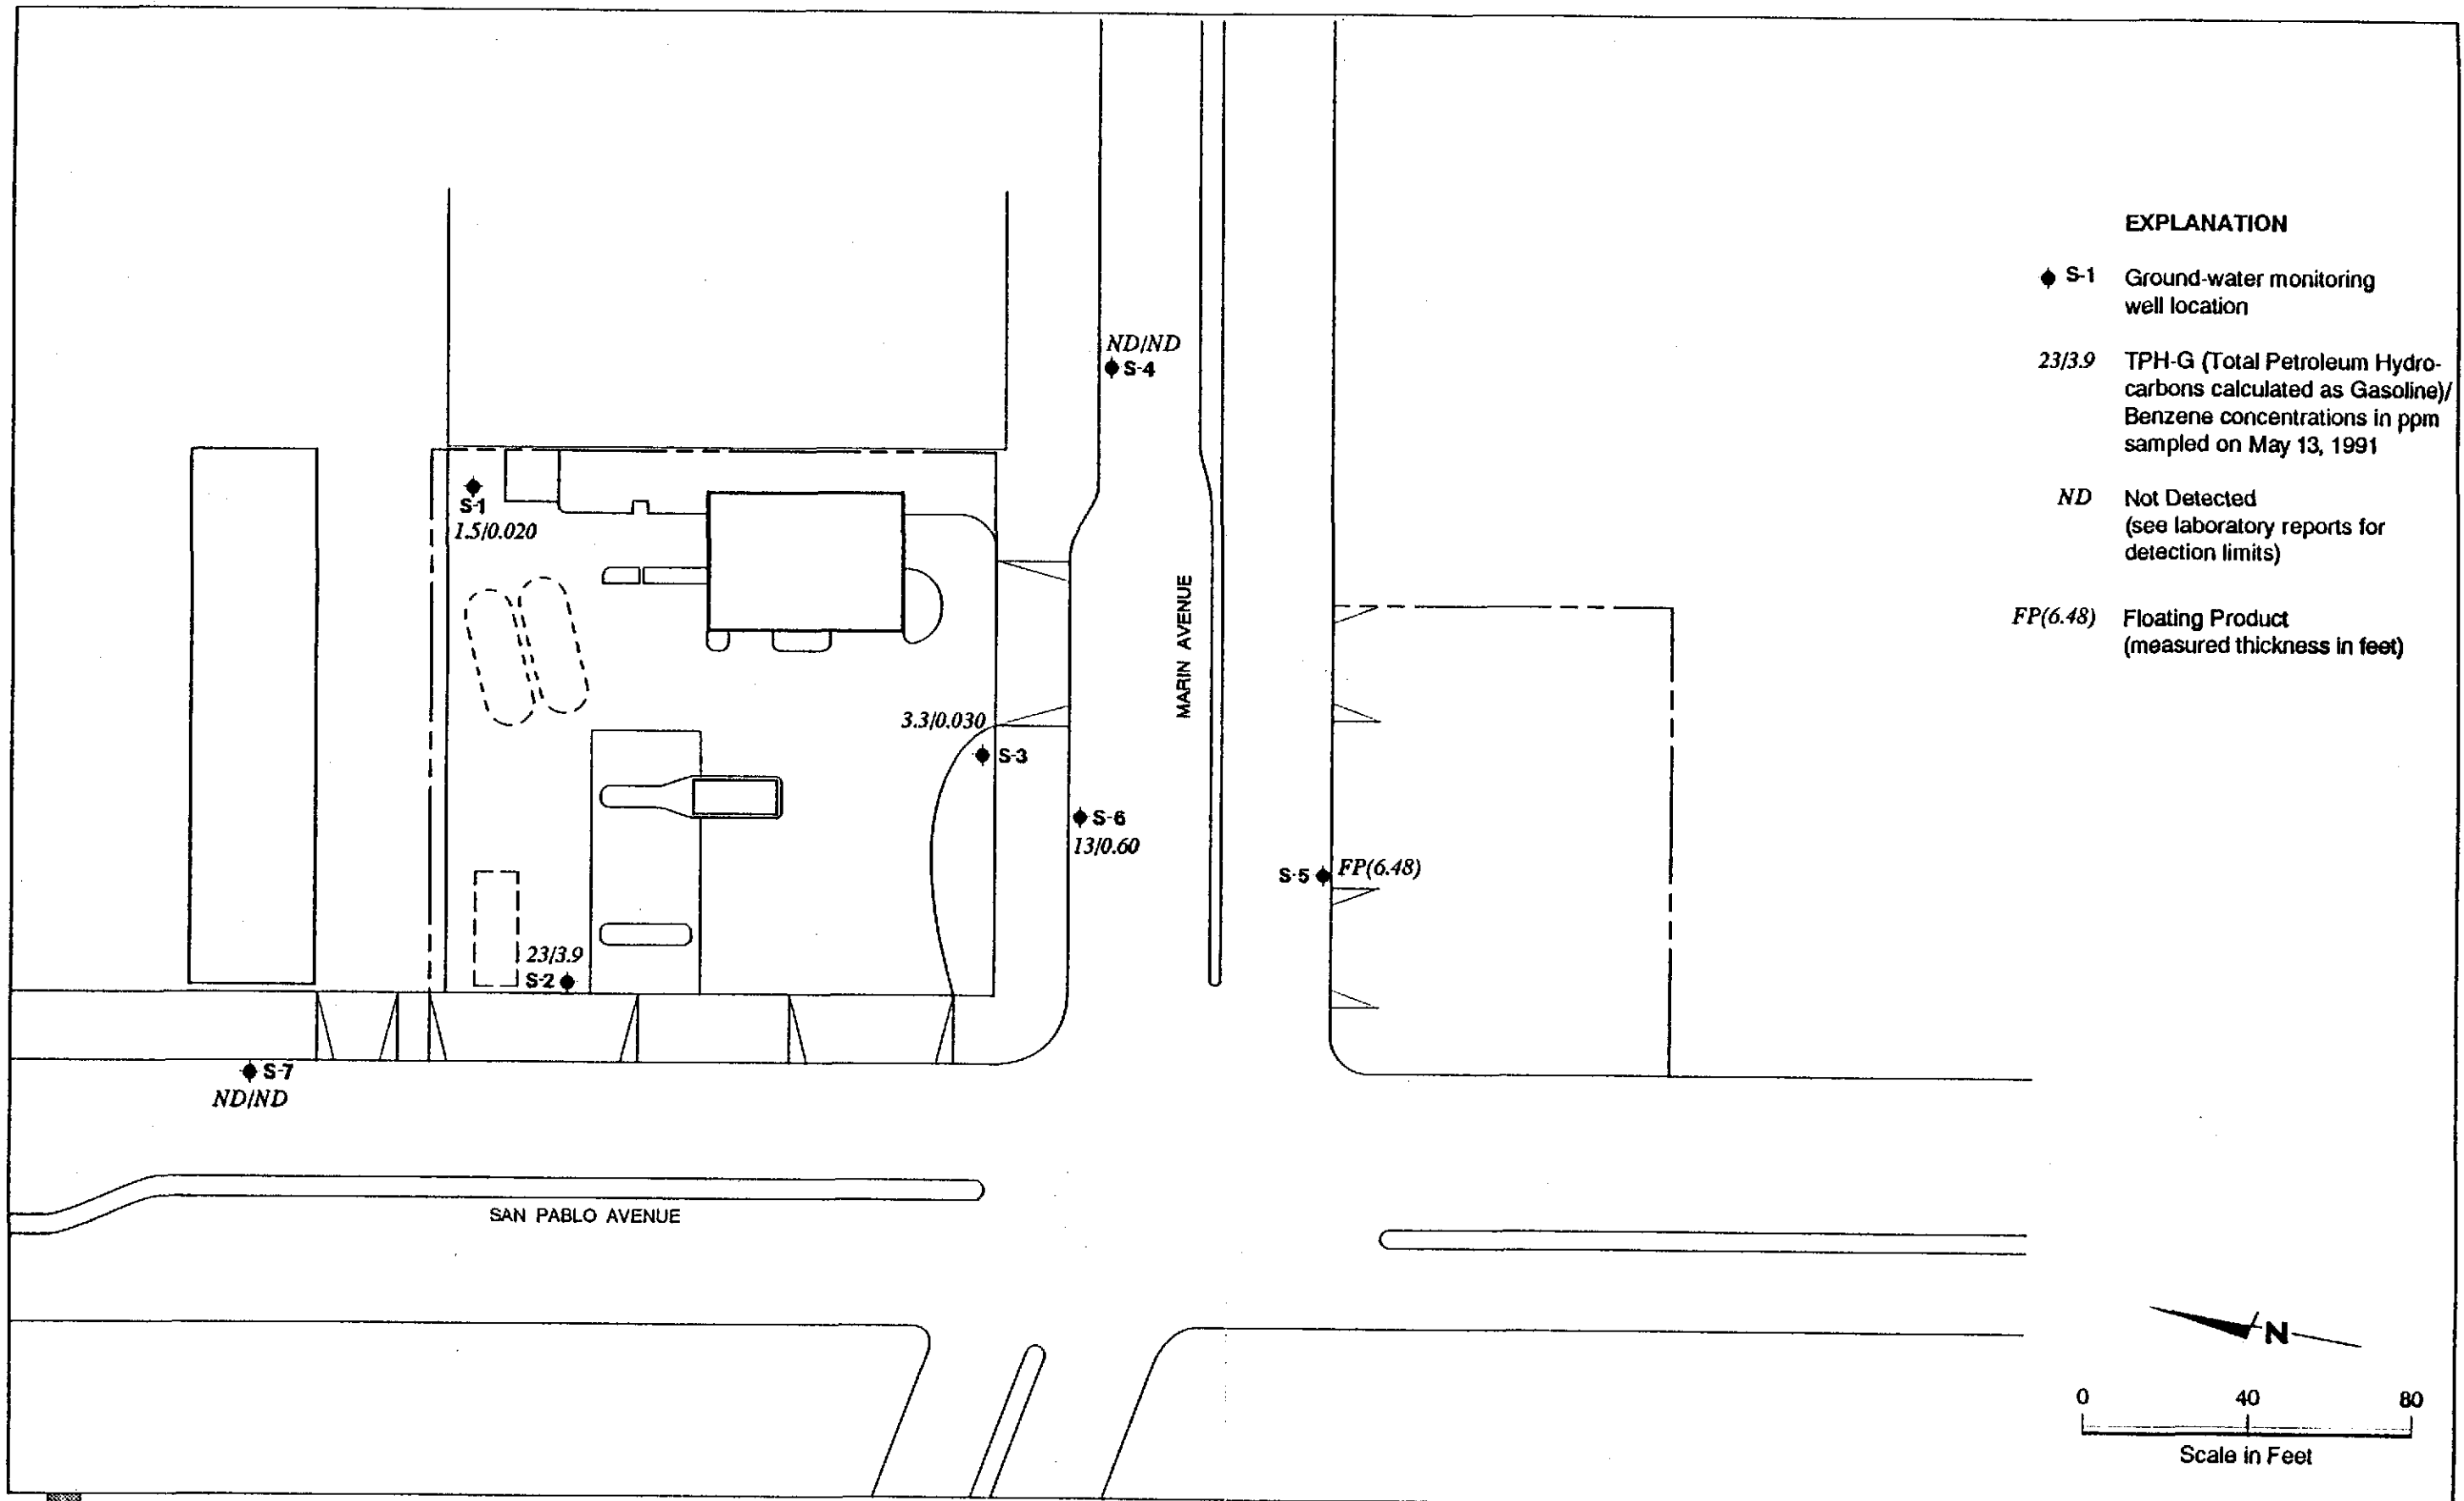 EXPLANATION
S-1 Ground-water monitoring
well location
23/3.9 TPH-G (Total Petroleum Hydro-
carbons calculated as Gasoline)/
Benzene concentrations in ppm
sampled on May 13, 1991
ND Not Detected
(see laboratory reports for
detection limits)
FP(6.48) Floating Product
(measured thickness in feet)
ND/ND
S-4
S-1
1.5/0.020
MARIN AVENUE
3.3/0.030
S-3
S-6
13/0.60
S-5 FP(6.48)
23/3.9
S-2
S-7
ND/ND
SAN PABLO AVENUE
N
0 40 80
Scale in Feet